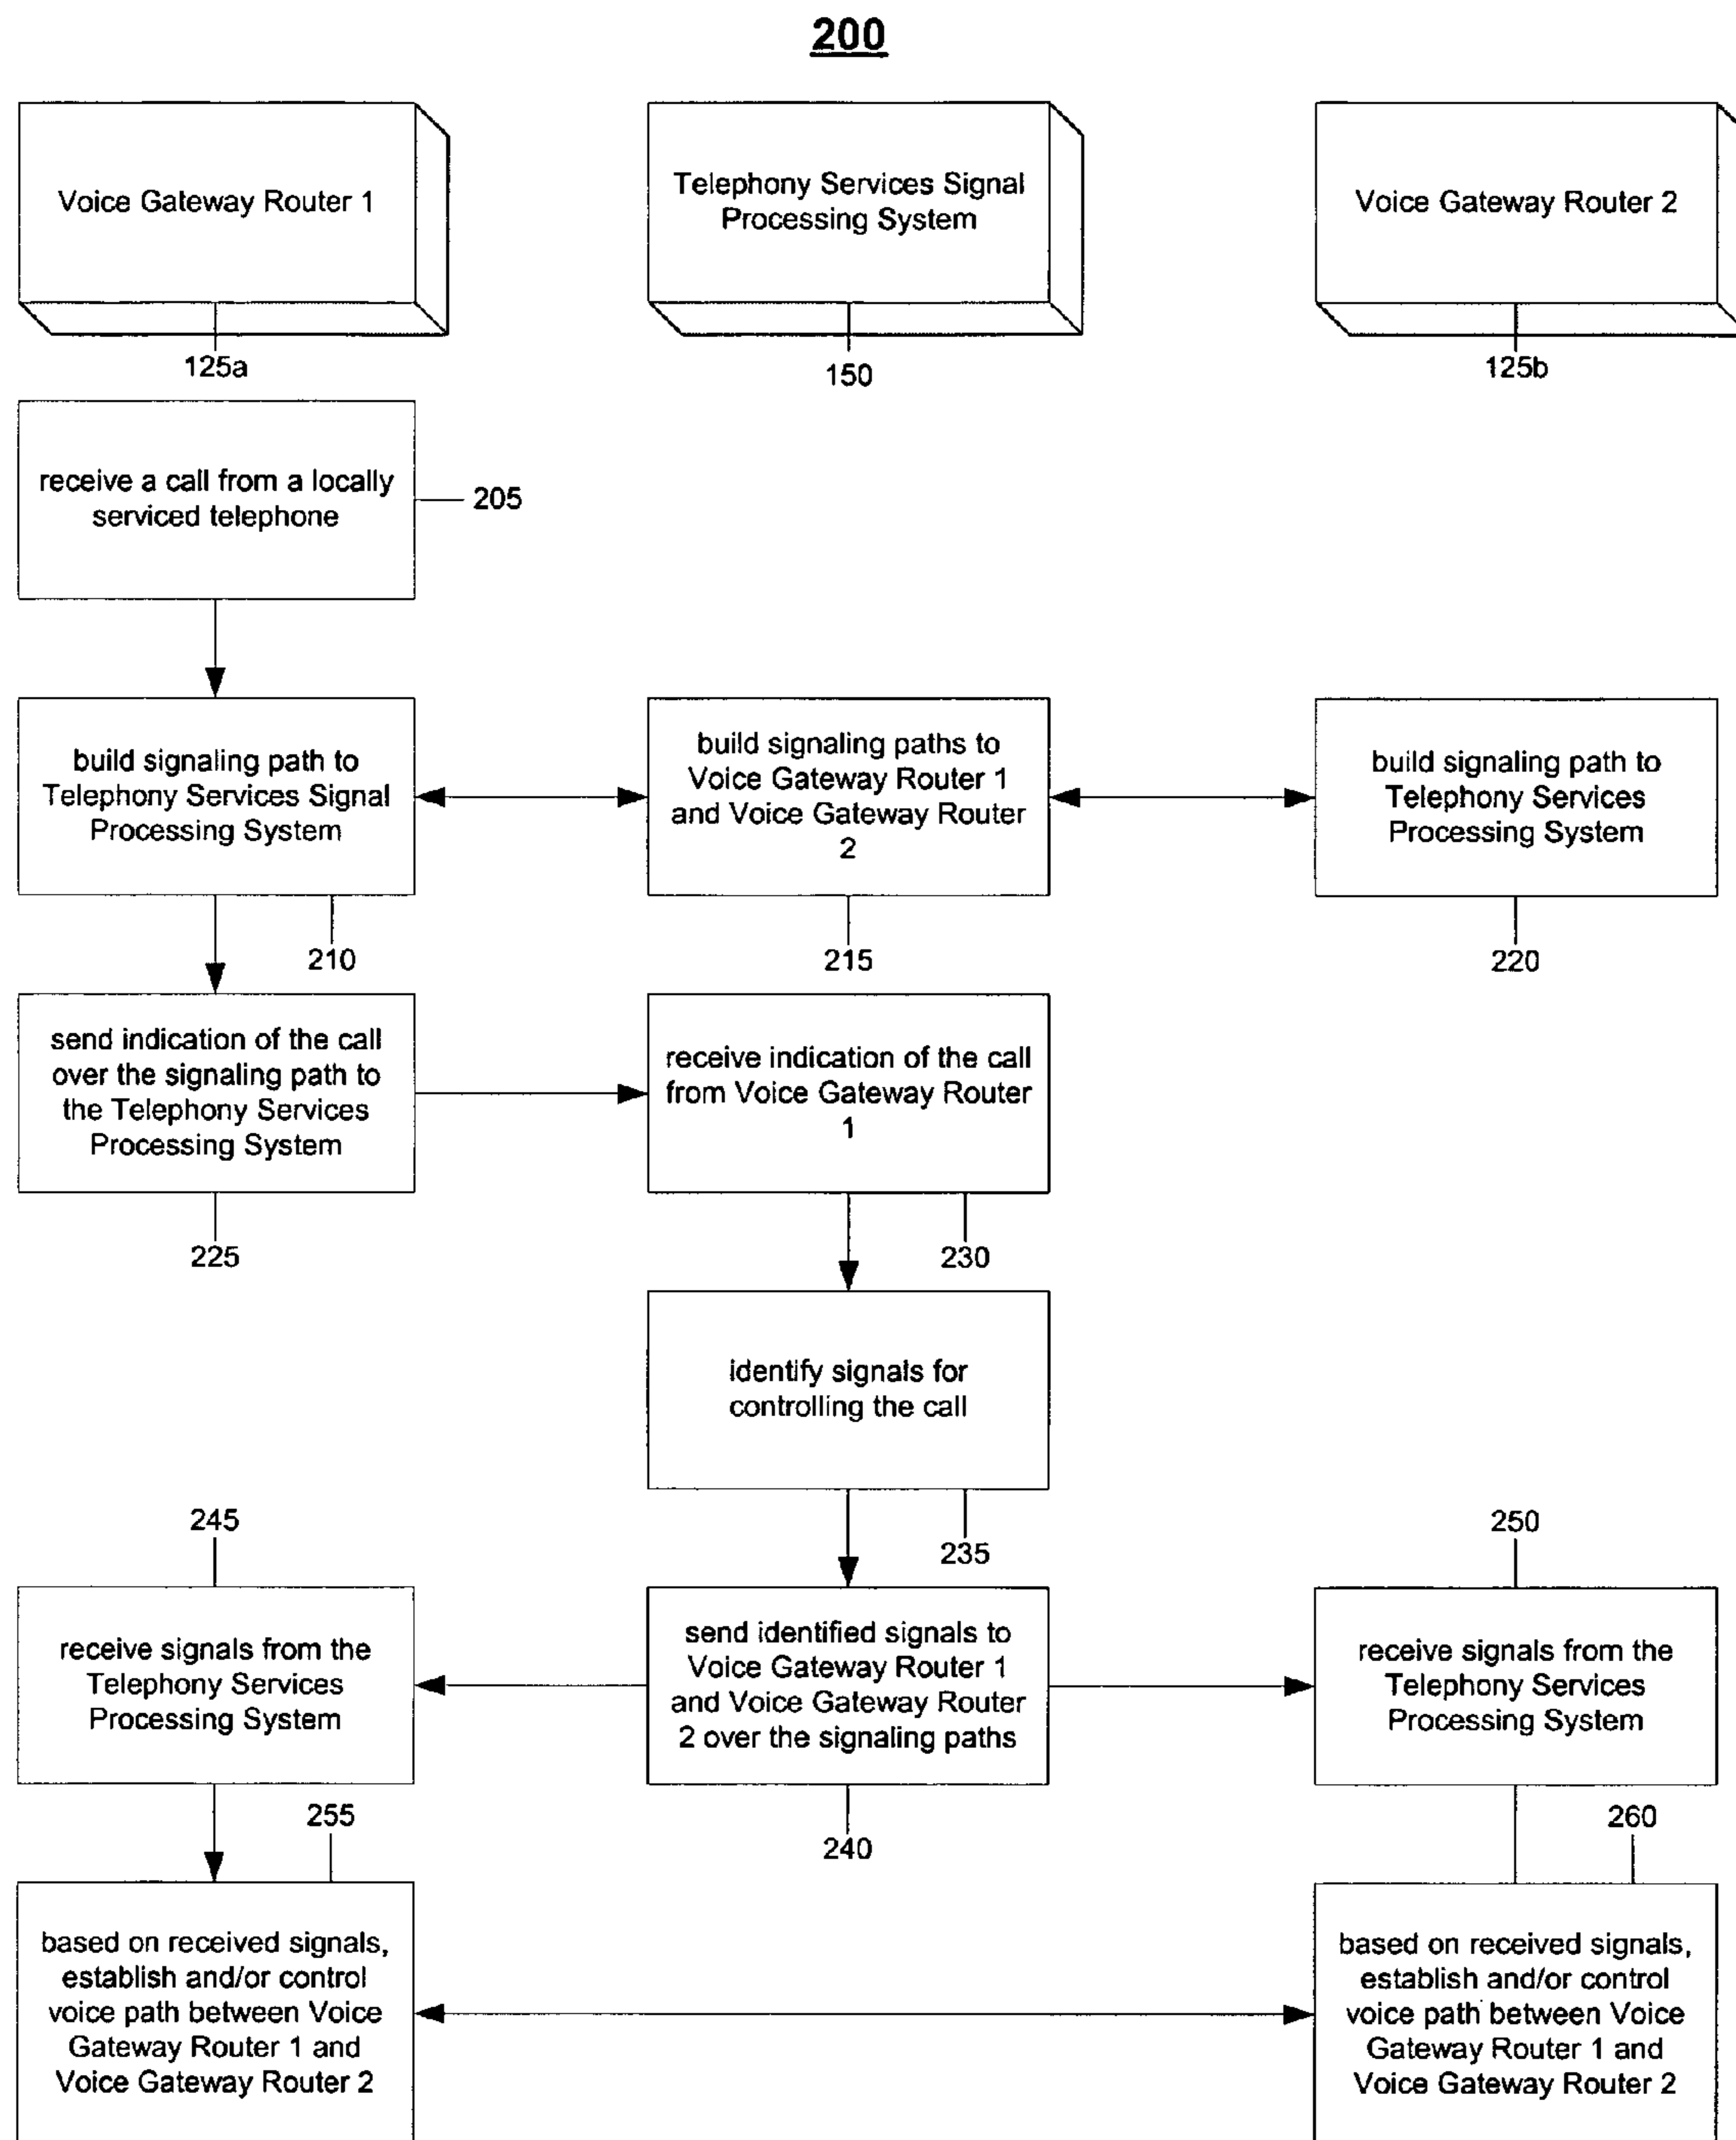 200
Voice Gateway Router 1
Telephony Services Signal
Processing System
Voice Gateway Router 2
125a
150
125b
receive a call from a locally
serviced telephone
205
build signaling path to
Telephony Services Signal
Processing System
build signaling paths to
Voice Gateway Router 1
and Voice Gateway Router
2
build signaling path to
Telephony Services
Processing System
210
215
220
send indication of the call
over the signaling path to
the Telephony Services
Processing System
receive indication of the call
from Voice Gateway Router
1
225
230
identify signals for
controlling the call
235
245
250
receive signals from the
Telephony Services
Processing System
send identified signals to
Voice Gateway Router 1
and Voice Gateway Router
2 over the signaling paths
receive signals from the
Telephony Services
Processing System
255
240
260
based on received signals,
establish and/or control
voice path between Voice
Gateway Router 1 and
Voice Gateway Router 2
based on received signals,
establish and/or control
voice path between Voice
Gateway Router 1 and
Voice Gateway Router 2